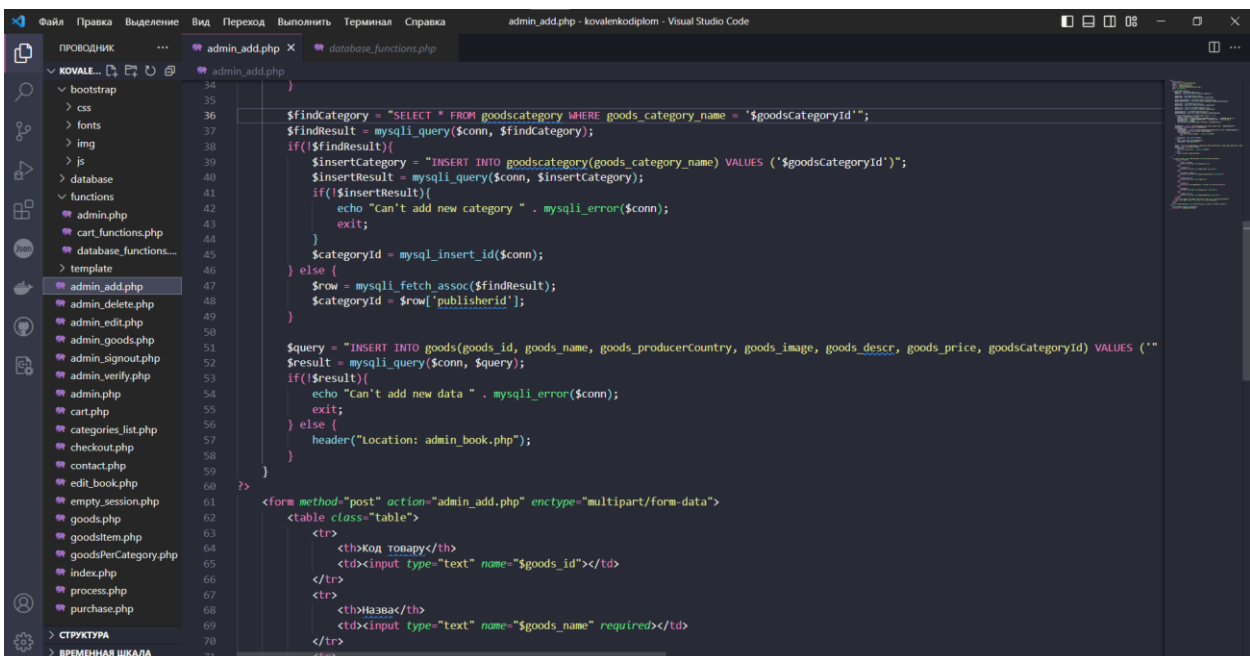 Файл Правка Выделение Вид Переход Выполнить Терминал Справка admin_add.php - kovalenkodiplom - Visual Studio Code
ПРОВОДНИК ...
KOVALE...
bootstrap
css
fonts
img
js
database
functions
admin.php
cart_functions.php
database_functions....
template
admin_add.php
admin_delete.php
admin_edit.php
admin_goods.php
admin_signout.php
admin_verify.php
admin.php
cart.php
categories_list.php
checkout.php
contact.php
edit_book.php
empty_session.php
goods.php
goodsItem.php
goodsPerCategory.php
index.php
process.php
purchase.php
СТРУКТУРА
ВРЕМЕННАЯ ШКАЛА
Json
admin_add.php database_functions.php
admin_add.php
34 }
35
36 $findCategory = "SELECT * FROM goodscategory WHERE goods_category_name = '$goodsCategoryId'";
37 $findResult = mysqli_query($conn, $findCategory);
38 if(!$findResult){
39 $insertCategory = "INSERT INTO goodscategory(goods_category_name) VALUES ('$goodsCategoryId')";
40 $insertResult = mysqli_query($conn, $insertCategory);
41 if(!$insertResult){
42 echo "Can't add new category " . mysqli_error($conn);
43 exit;
44 }
45 $categoryId = mysql_insert_id($conn);
46 } else {
47 $row = mysqli_fetch_assoc($findResult);
48 $categoryId = $row['publisherid'];
49 }
50
51 $query = "INSERT INTO goods(goods_id, goods_name, goods_producerCountry, goods_image, goods_descr, goods_price, goodsCategoryId) VALUES ('"
52 $result = mysqli_query($conn, $query);
53 if(!$result){
54 echo "Can't add new data " . mysqli_error($conn);
55 exit;
56 } else {
57 header("Location: admin_book.php");
58 }
59 }
60 ?>
61 <form method="post" action="admin_add.php" enctype="multipart/form-data">
62 <table class="table">
63 <tr>
64 <th>Код товару</th>
65 <td><input type="text" name="$goods_id"></td>
66 </tr>
67 <tr>
68 <th>Назва</th>
69 <td><input type="text" name="$goods_name" required></td>
70 </tr>
71 <tr>